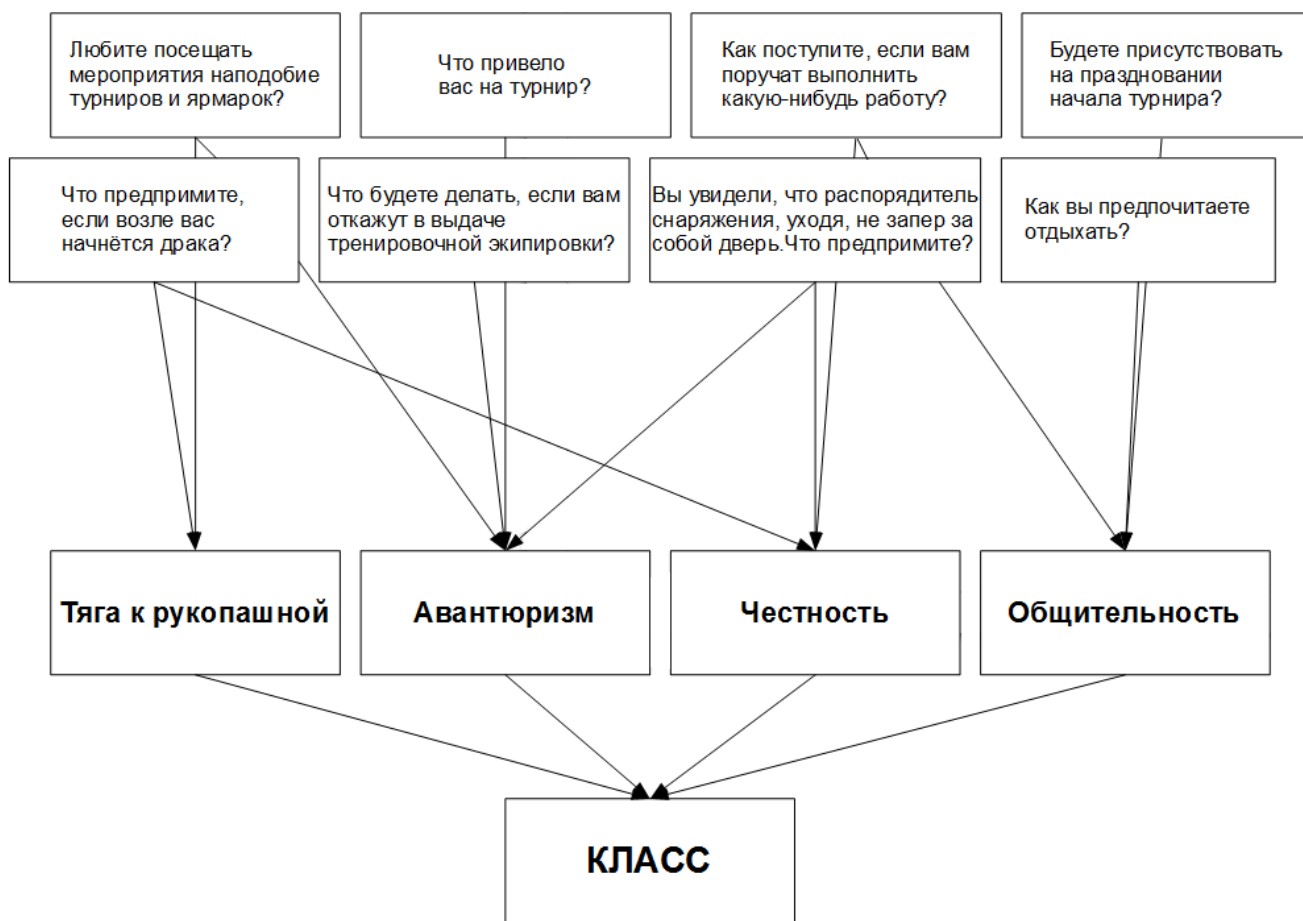 Любите посещать
мероприятия наподобие
турниров и ярмарок?
Что привело
вас на турнир?
Как поступите, если вам
поручат выполнить
какую-нибудь работу?
Будете присутствовать
на праздновании
начала турнира?
Что предпримите,
если возле вас
начнётся драка?
Что будете делать, если вам
откажут в выдаче
тренировочной экипировки?
Вы увидели, что распорядитель
снаряжения, уходя, не запер за
собой дверь.Что предпримите?
Как вы предпочитаете
отдыхать?
Тяга к рукопашной
Авантюризм
Честность
Общительность
КЛАСС